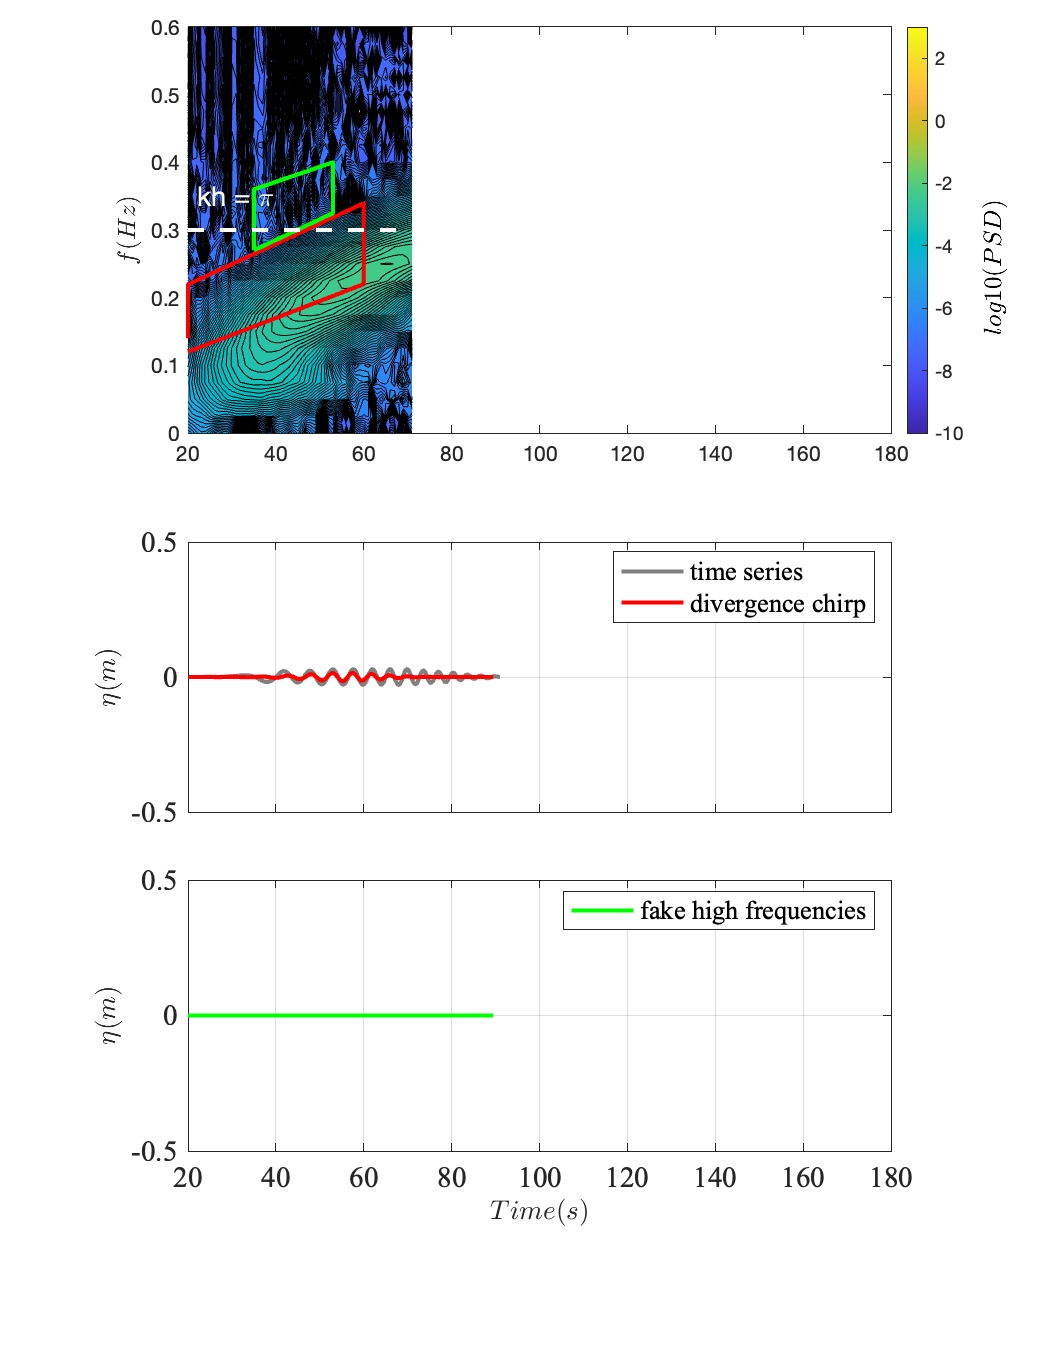 0.6
0.5
0.4
0.3
0.2
0.1
0
f(Hz)
kh = π
20 40 60 80 100 120 140 160 180
2
0
-2
-4
-6
-8
-10
log10(PSD)
0.5
0
-0.5
η(m)
time series
divergence chirp
0.5
0
-0.5
η(m)
fake high frequencies
20 40 60 80 100 120 140 160 180
Time(s)